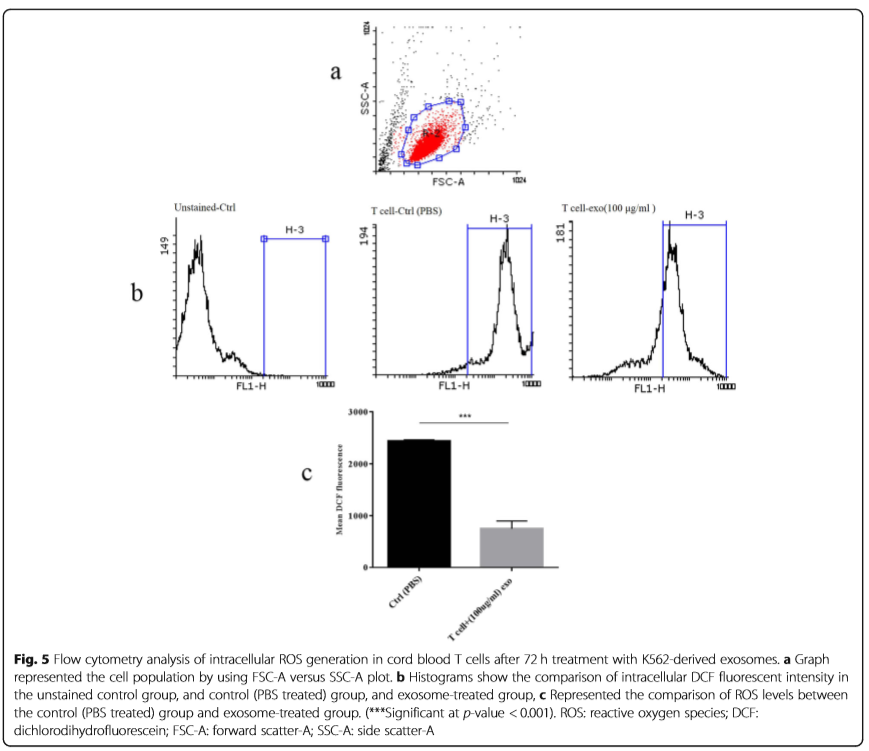 1024
a
SSC-A
FSC-A
1024
Unstained-Ctrl
T cell-Ctrl (PBS)
T cell-exo(100 µg/ml )
H-3
H-3
H-3
149
194
181
b
FL1-H
10000
FL1-H
10000
FL1-H
10000
3000
***
c
2000
Mean DCF fluorescence
1000
0
Ctrl (PBS)
T cell+(100ug/ml) exo
Fig. 5 Flow cytometry analysis of intracellular ROS generation in cord blood T cells after 72 h treatment with K562-derived exosomes. a Graph
represented the cell population by using FSC-A versus SSC-A plot. b Histograms show the comparison of intracellular DCF fluorescent intensity in
the unstained control group, and control (PBS treated) group, and exosome-treated group, c Represented the comparison of ROS levels between
the control (PBS treated) group and exosome-treated group. (***Significant at p-value < 0.001). ROS: reactive oxygen species; DCF:
dichlorodihydrofluorescein; FSC-A: forward scatter-A; SSC-A: side scatter-A